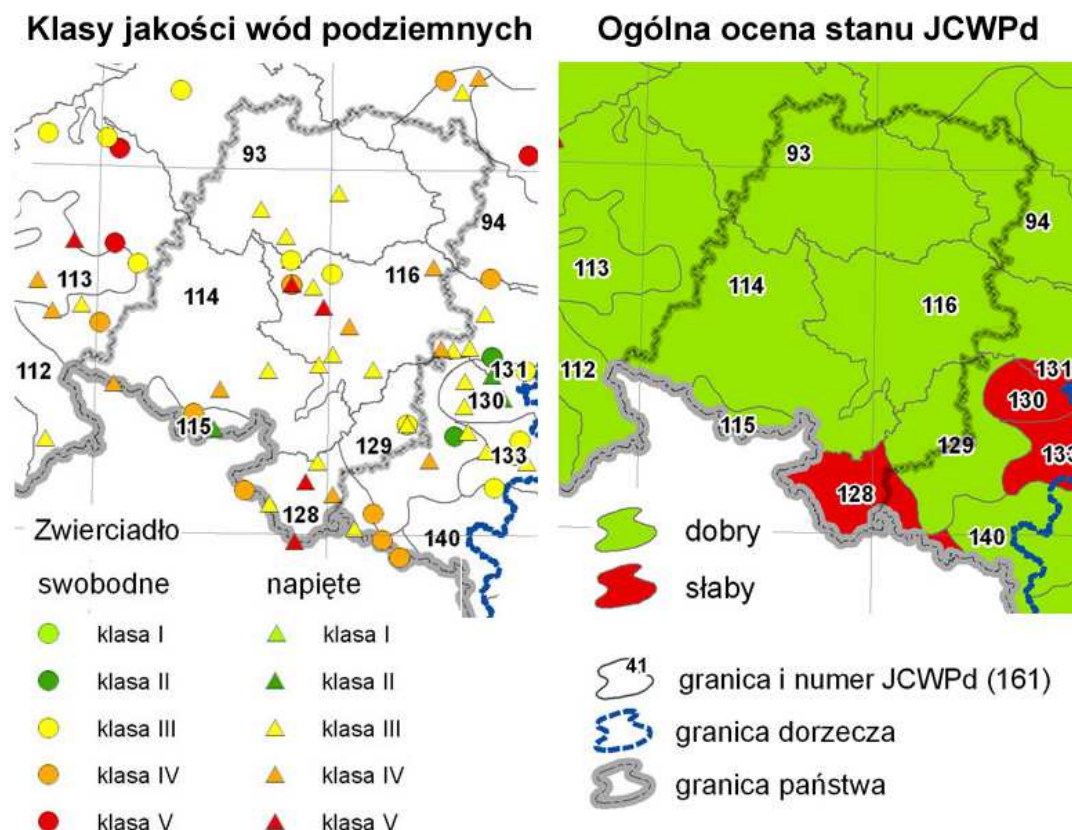 Klasy jakości wód podziemnych
93
94
113
114
116
112
131
130
115
129
133
128
140
Zwierciadło
swobodne
napięte
klasa I
klasa I
klasa II
klasa II
klasa III
klasa III
klasa IV
klasa IV
klasa V
klasa V
Ogólna ocena stanu JCWPd
93
94
113
114
116
112
131
130
115
129
133
128
140
dobry
słaby
41
granica i numer JCWPd (161)
granica dorzecza
granica państwa